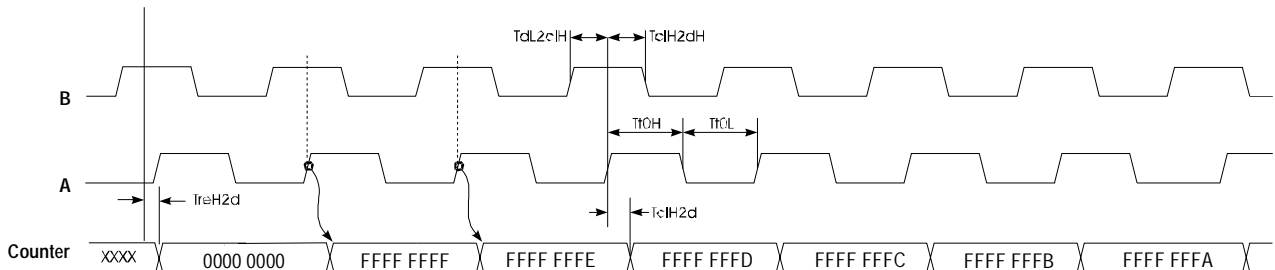 TdL2clH
TclH2dH
B
Tt0H
Tt0L
A
TreH2d
TclH2d
Counter
XXXX
0000 0000
FFFF FFFF
FFFF FFFE
FFFF FFFD
FFFF FFFC
FFFF FFFB
FFFF FFFA